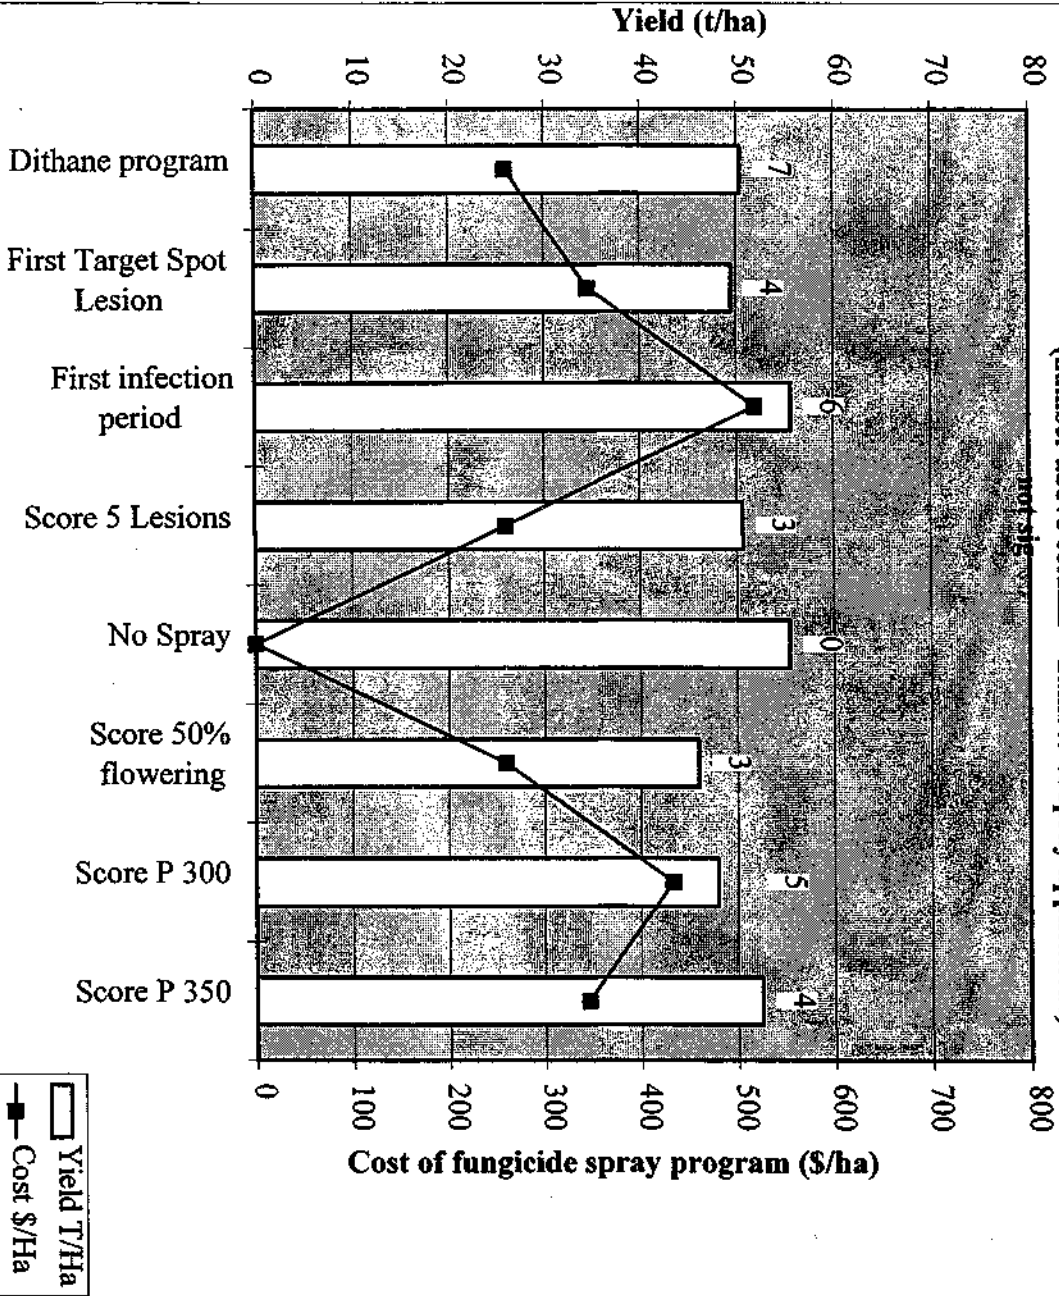 Yield (t/ha)
0
10
20
30
40
50
60
70
80
Dithane program
First Target Spot
Lesion
First infection
period
Score 5 Lesions
No Spray
Score 50%
flowering
Score P 300
Score P 350
7
4
6
3
0
3
5
4
not sig
0
100
200
300
400
500
600
700
800
Cost of fungicide spray program ($/ha)
Yield T/Ha
Cost $/Ha